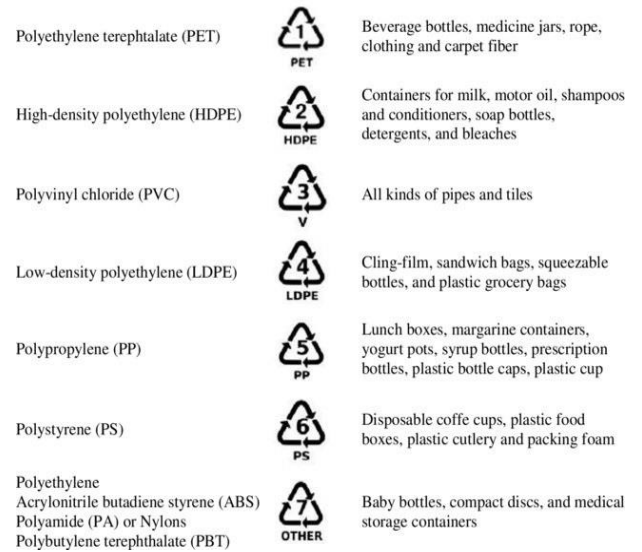 Polyethylene terephtalate (PET)
1
PET
Beverage bottles, medicine jars, rope,
clothing and carpet fiber
High-density polyethylene (HDPE)
2
HDPE
Containers for milk, motor oil, shampoos
and conditioners, soap bottles,
detergents, and bleaches
Polyvinyl chloride (PVC)
3
V
All kinds of pipes and tiles
Low-density polyethylene (LDPE)
4
LDPE
Cling-film, sandwich bags, squeezable
bottles, and plastic grocery bags
Polypropylene (PP)
5
PP
Lunch boxes, margarine containers,
yogurt pots, syrup bottles, prescription
bottles, plastic bottle caps, plastic cup
Polystyrene (PS)
6
PS
Disposable coffe cups, plastic food
boxes, plastic cutlery and packing foam
Polyethylene
Acrylonitrile butadiene styrene (ABS)
Polyamide (PA) or Nylons
Polybutylene terephthalate (PBT)
7
OTHER
Baby bottles, compact discs, and medical
storage containers